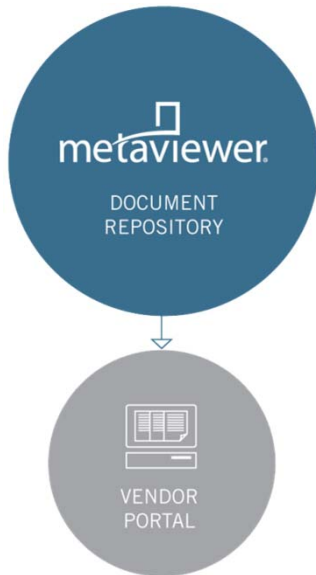 metaviewer®
DOCUMENT
REPOSITORY
VENDOR
PORTAL